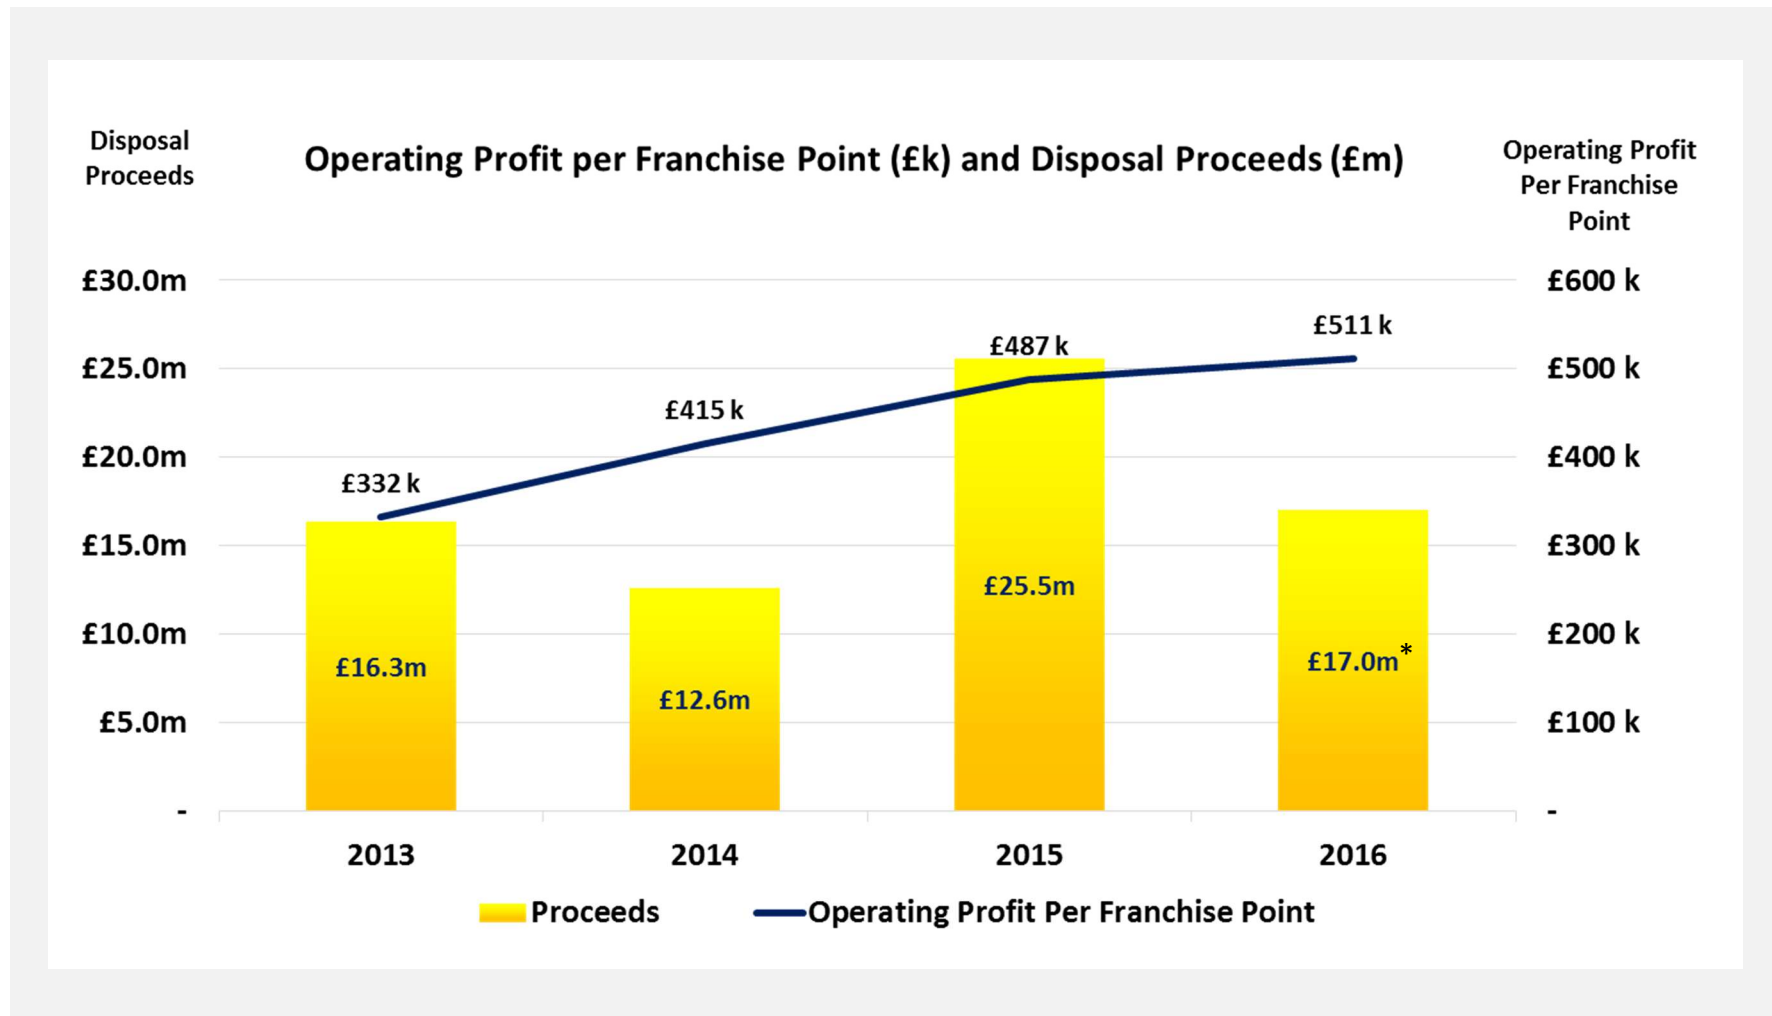 Disposal
Proceeds
Operating Profit per Franchise Point (£k) and Disposal Proceeds (£m)
Operating Profit
Per Franchise
Point
£30.0m
£25.0m
£20.0m
£15.0m
£10.0m
£5.0m
-
£600 k
£500 k
£400 k
£300 k
£200 k
£100 k
-
£332 k
£415 k
£487 k
£511 k
£16.3m
£12.6m
£25.5m
£17.0m*
2013
2014
2015
2016
Proceeds
Operating Profit Per Franchise Point